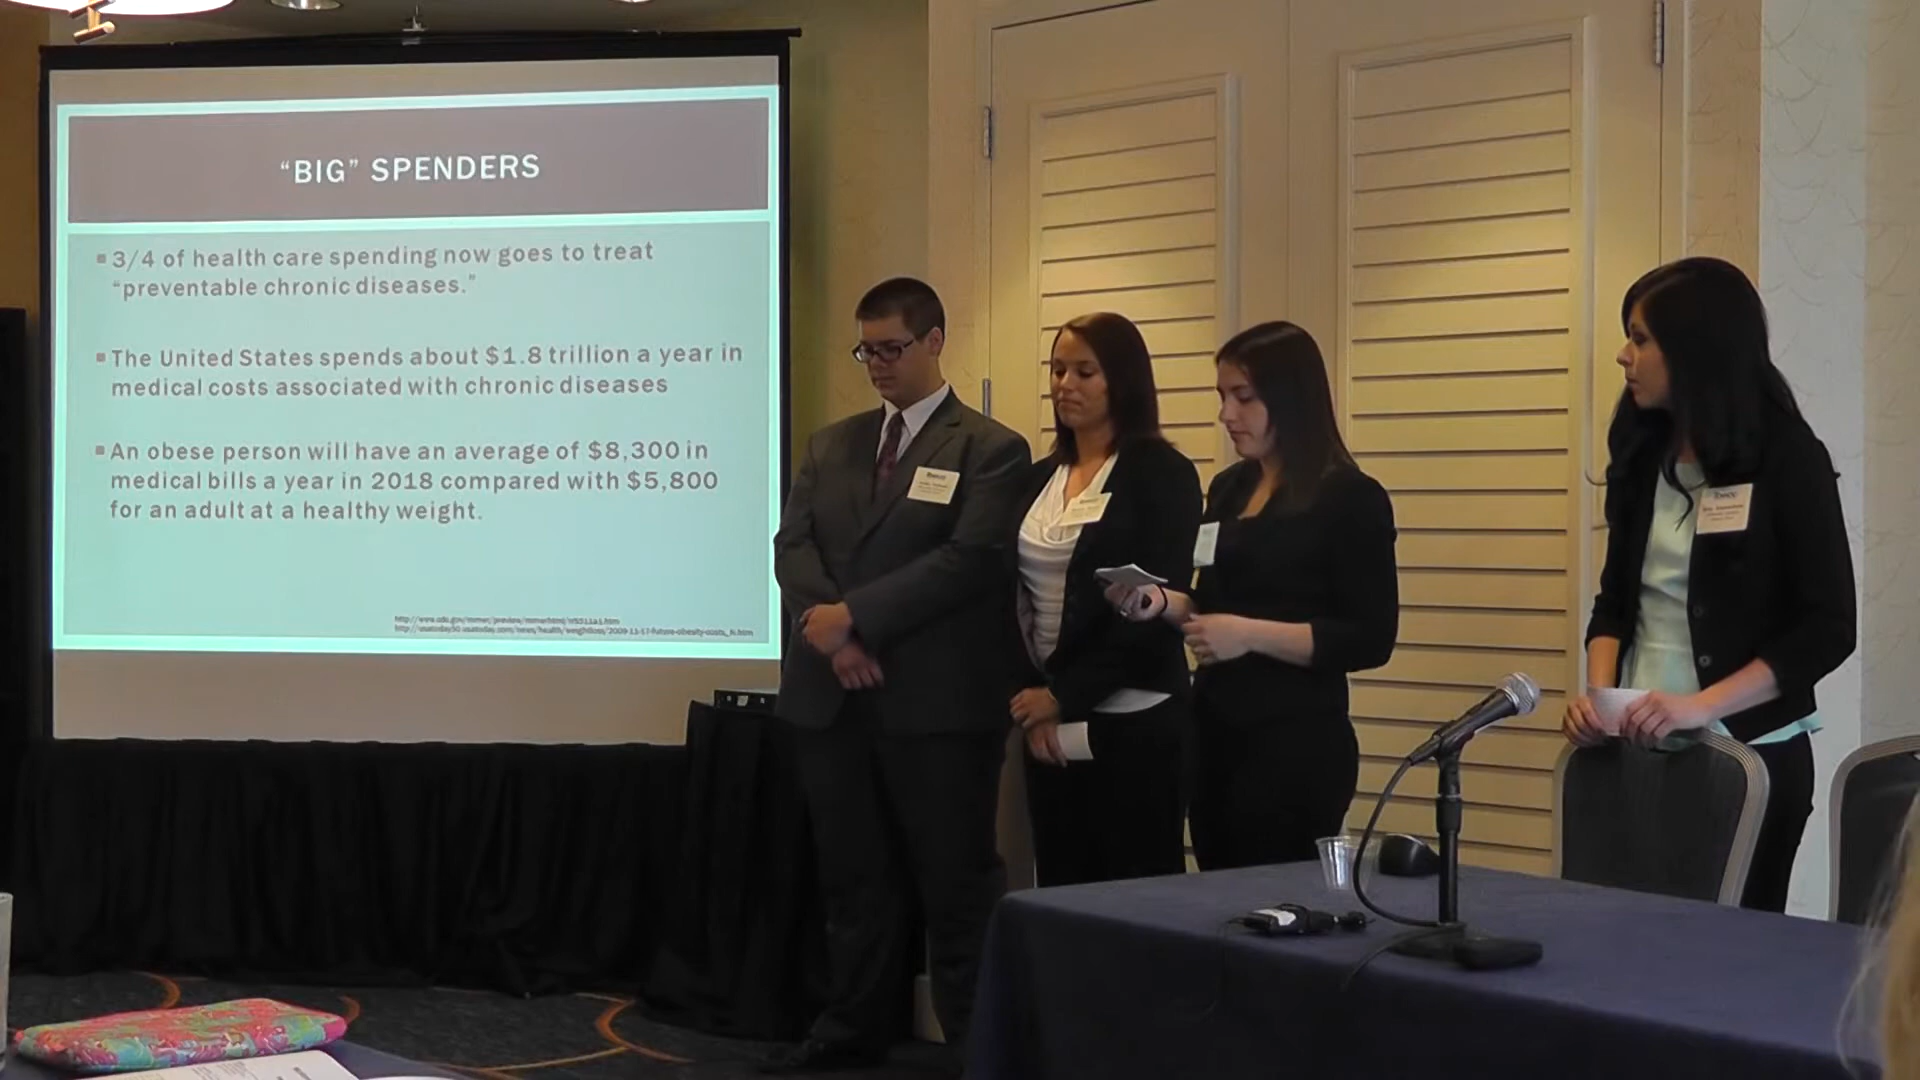 “BIG” SPENDERS
3/4 of health care spending now goes to treat
“preventable chronic diseases.”
The United States spends about $1.8 trillion a year in
medical costs associated with chronic diseases
An obese person will have an average of $8,300 in
medical bills a year in 2018 compared with $5,800
for an adult at a healthy weight.